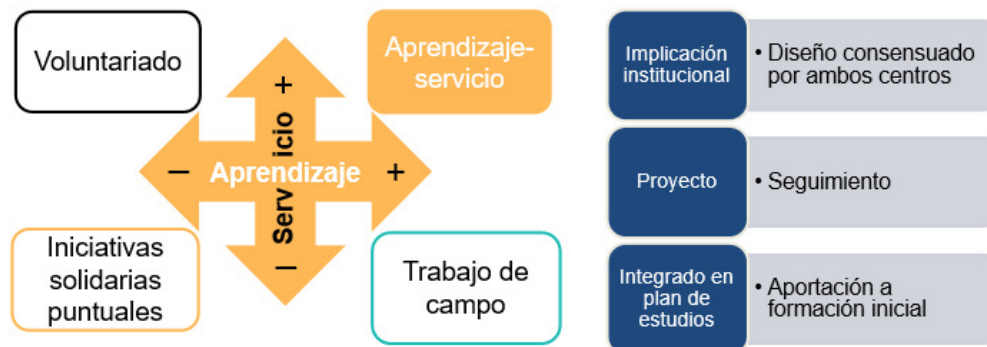 Voluntariado
Aprendizaje-
servicio
+
Servicio
− Aprendizaje +
−
Iniciativas
solidarias
puntuales
Trabajo de
campo
Implicación
institucional
• Diseño consensuado
por ambos centros
Proyecto
• Seguimiento
Integrado en
plan de
estudios
• Aportación a
formación inicial